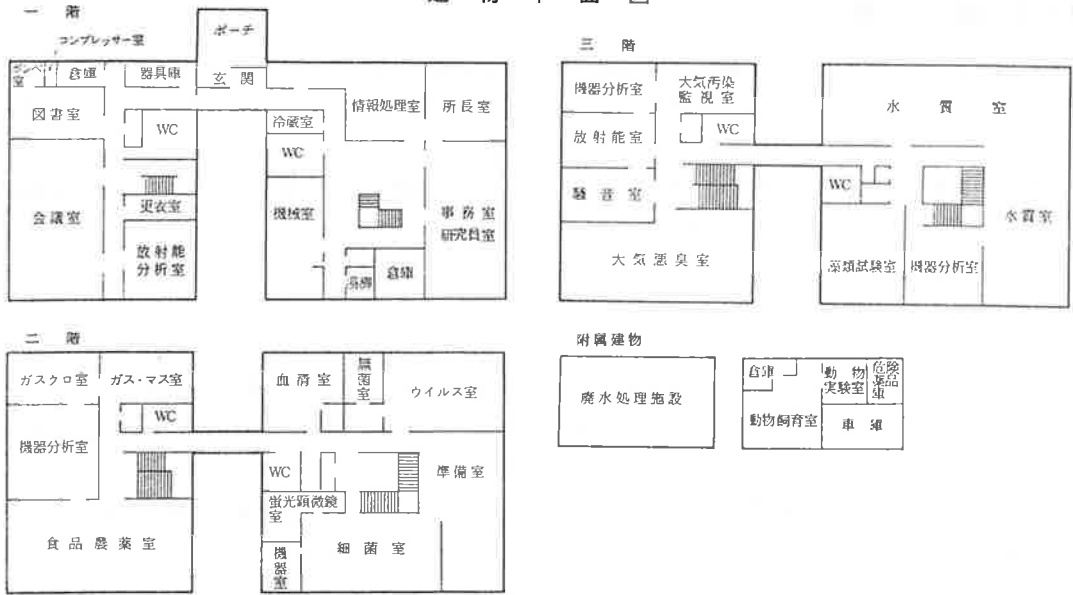 建物平面図
一階
コンプレッサー室
ポーチ
ボンベ室
倉庫
器具庫
玄関
図書室
WC
冷蔵室
情報処理室
所長室
WC
会議室
更衣室
機械室
事務室
研究員室
放射能
分析室
倉庫
二階
ガスクロ室
ガス・マス室
血清室
無菌室
ウイルス室
WC
機器分析室
WC
準備室
蛍光顕微鏡室
食品農薬室
機器室
細菌室
三階
機器分析室
大気汚染
監視室
水質室
放射能室
WC
騒音室
WC
水質室
大気悪臭室
藻類試験室
機器分析室
附属建物
廃水処理施設
倉庫
動物
実験室
危険薬品庫
動物飼育室
車庫